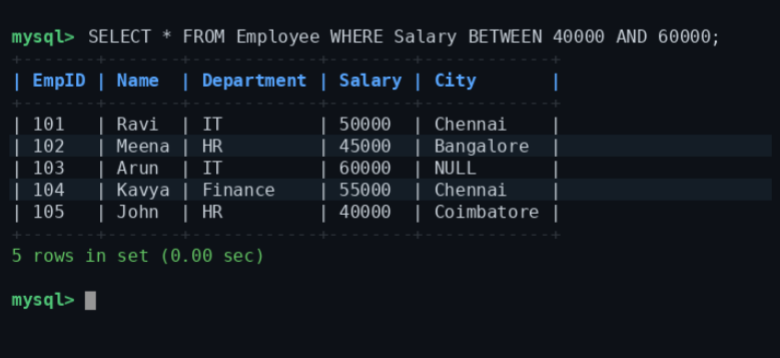 mysql> SELECT * FROM Employee WHERE Salary BETWEEN 40000 AND 60000;
+-------+-------+------------+--------+------------+
| EmpID | Name  | Department | Salary | City       |
+-------+-------+------------+--------+------------+
| 101   | Ravi  | IT         | 50000  | Chennai    |
| 102   | Meena | HR         | 45000  | Bangalore  |
| 103   | Arun  | IT         | 60000  | NULL       |
| 104   | Kavya | Finance    | 55000  | Chennai    |
| 105   | John  | HR         | 40000  | Coimbatore |
+-------+-------+------------+--------+------------+
5 rows in set (0.00 sec)
mysql>